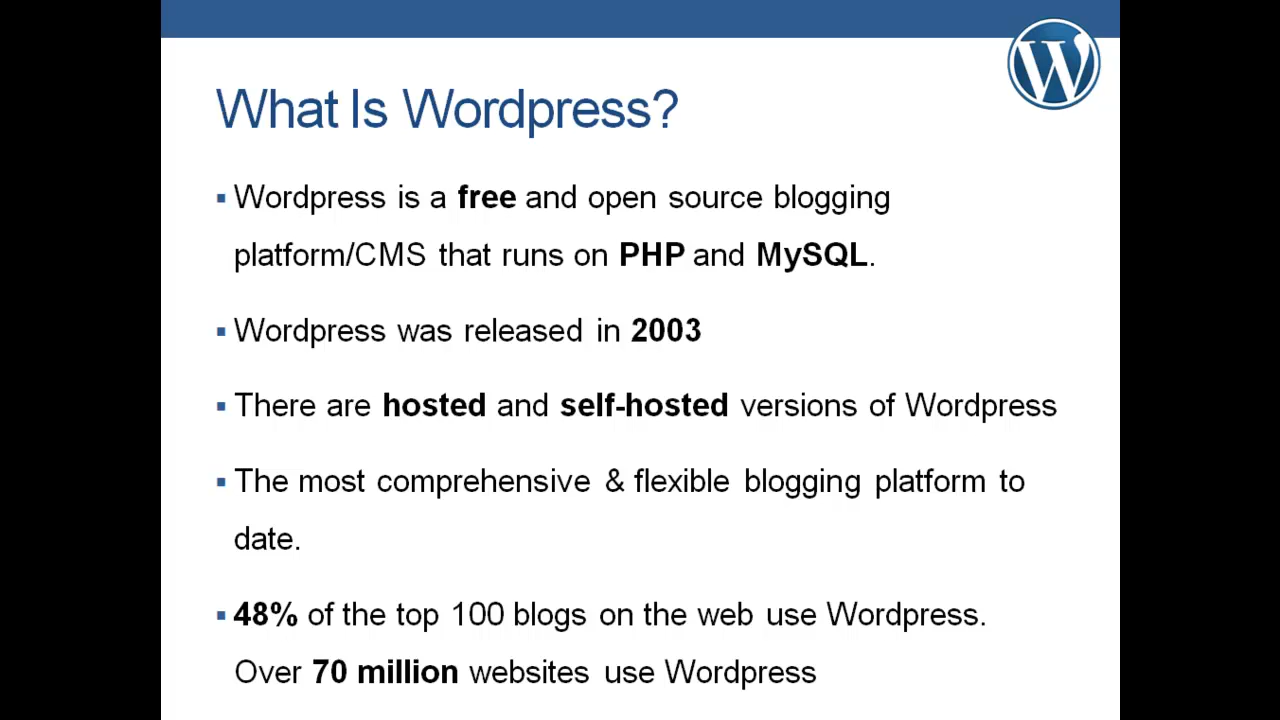 What Is Wordpress?
Wordpress is a free and open source blogging
platform/CMS that runs on PHP and MySQL.
Wordpress was released in 2003
There are hosted and self-hosted versions of Wordpress
The most comprehensive & flexible blogging platform to
date.
48% of the top 100 blogs on the web use Wordpress.
Over 70 million websites use Wordpress